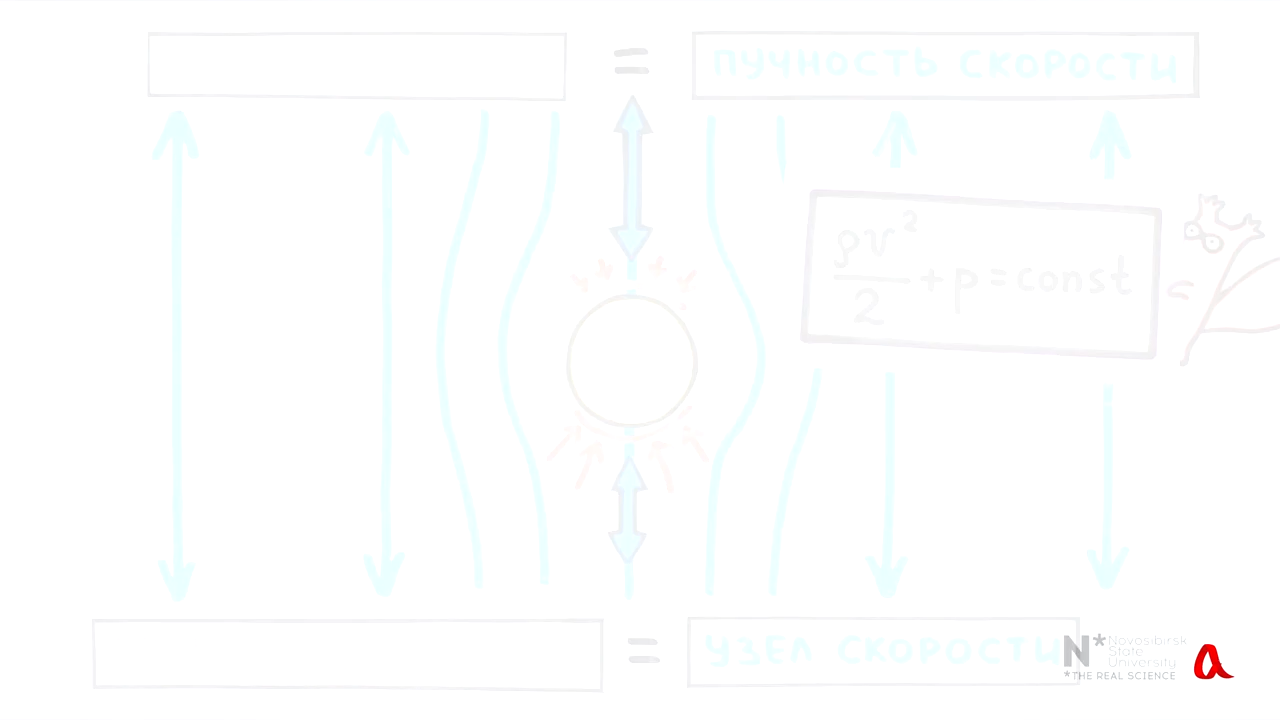 = ПУЧНОСТЬ СКОРОСТИ
ρv²/2 + p = const
= УЗЕЛ СКОРОСТИ
N* Novosibirsk
State
University
*THE REAL SCIENCE
a